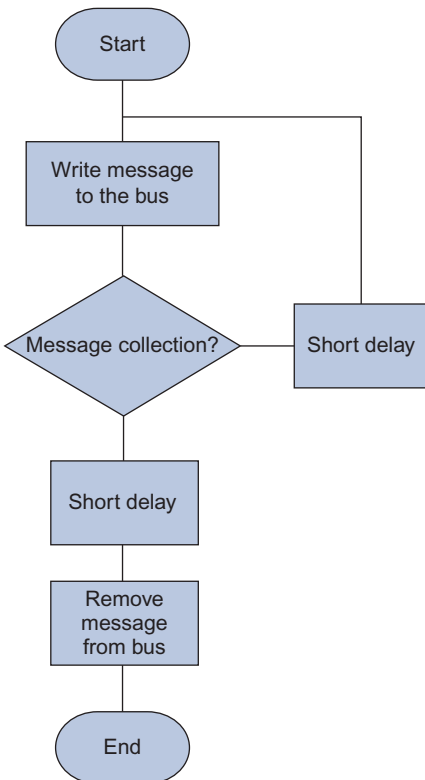 Start
Write message
to the bus
Message collection?
Short delay
Short delay
Remove
message
from bus
End